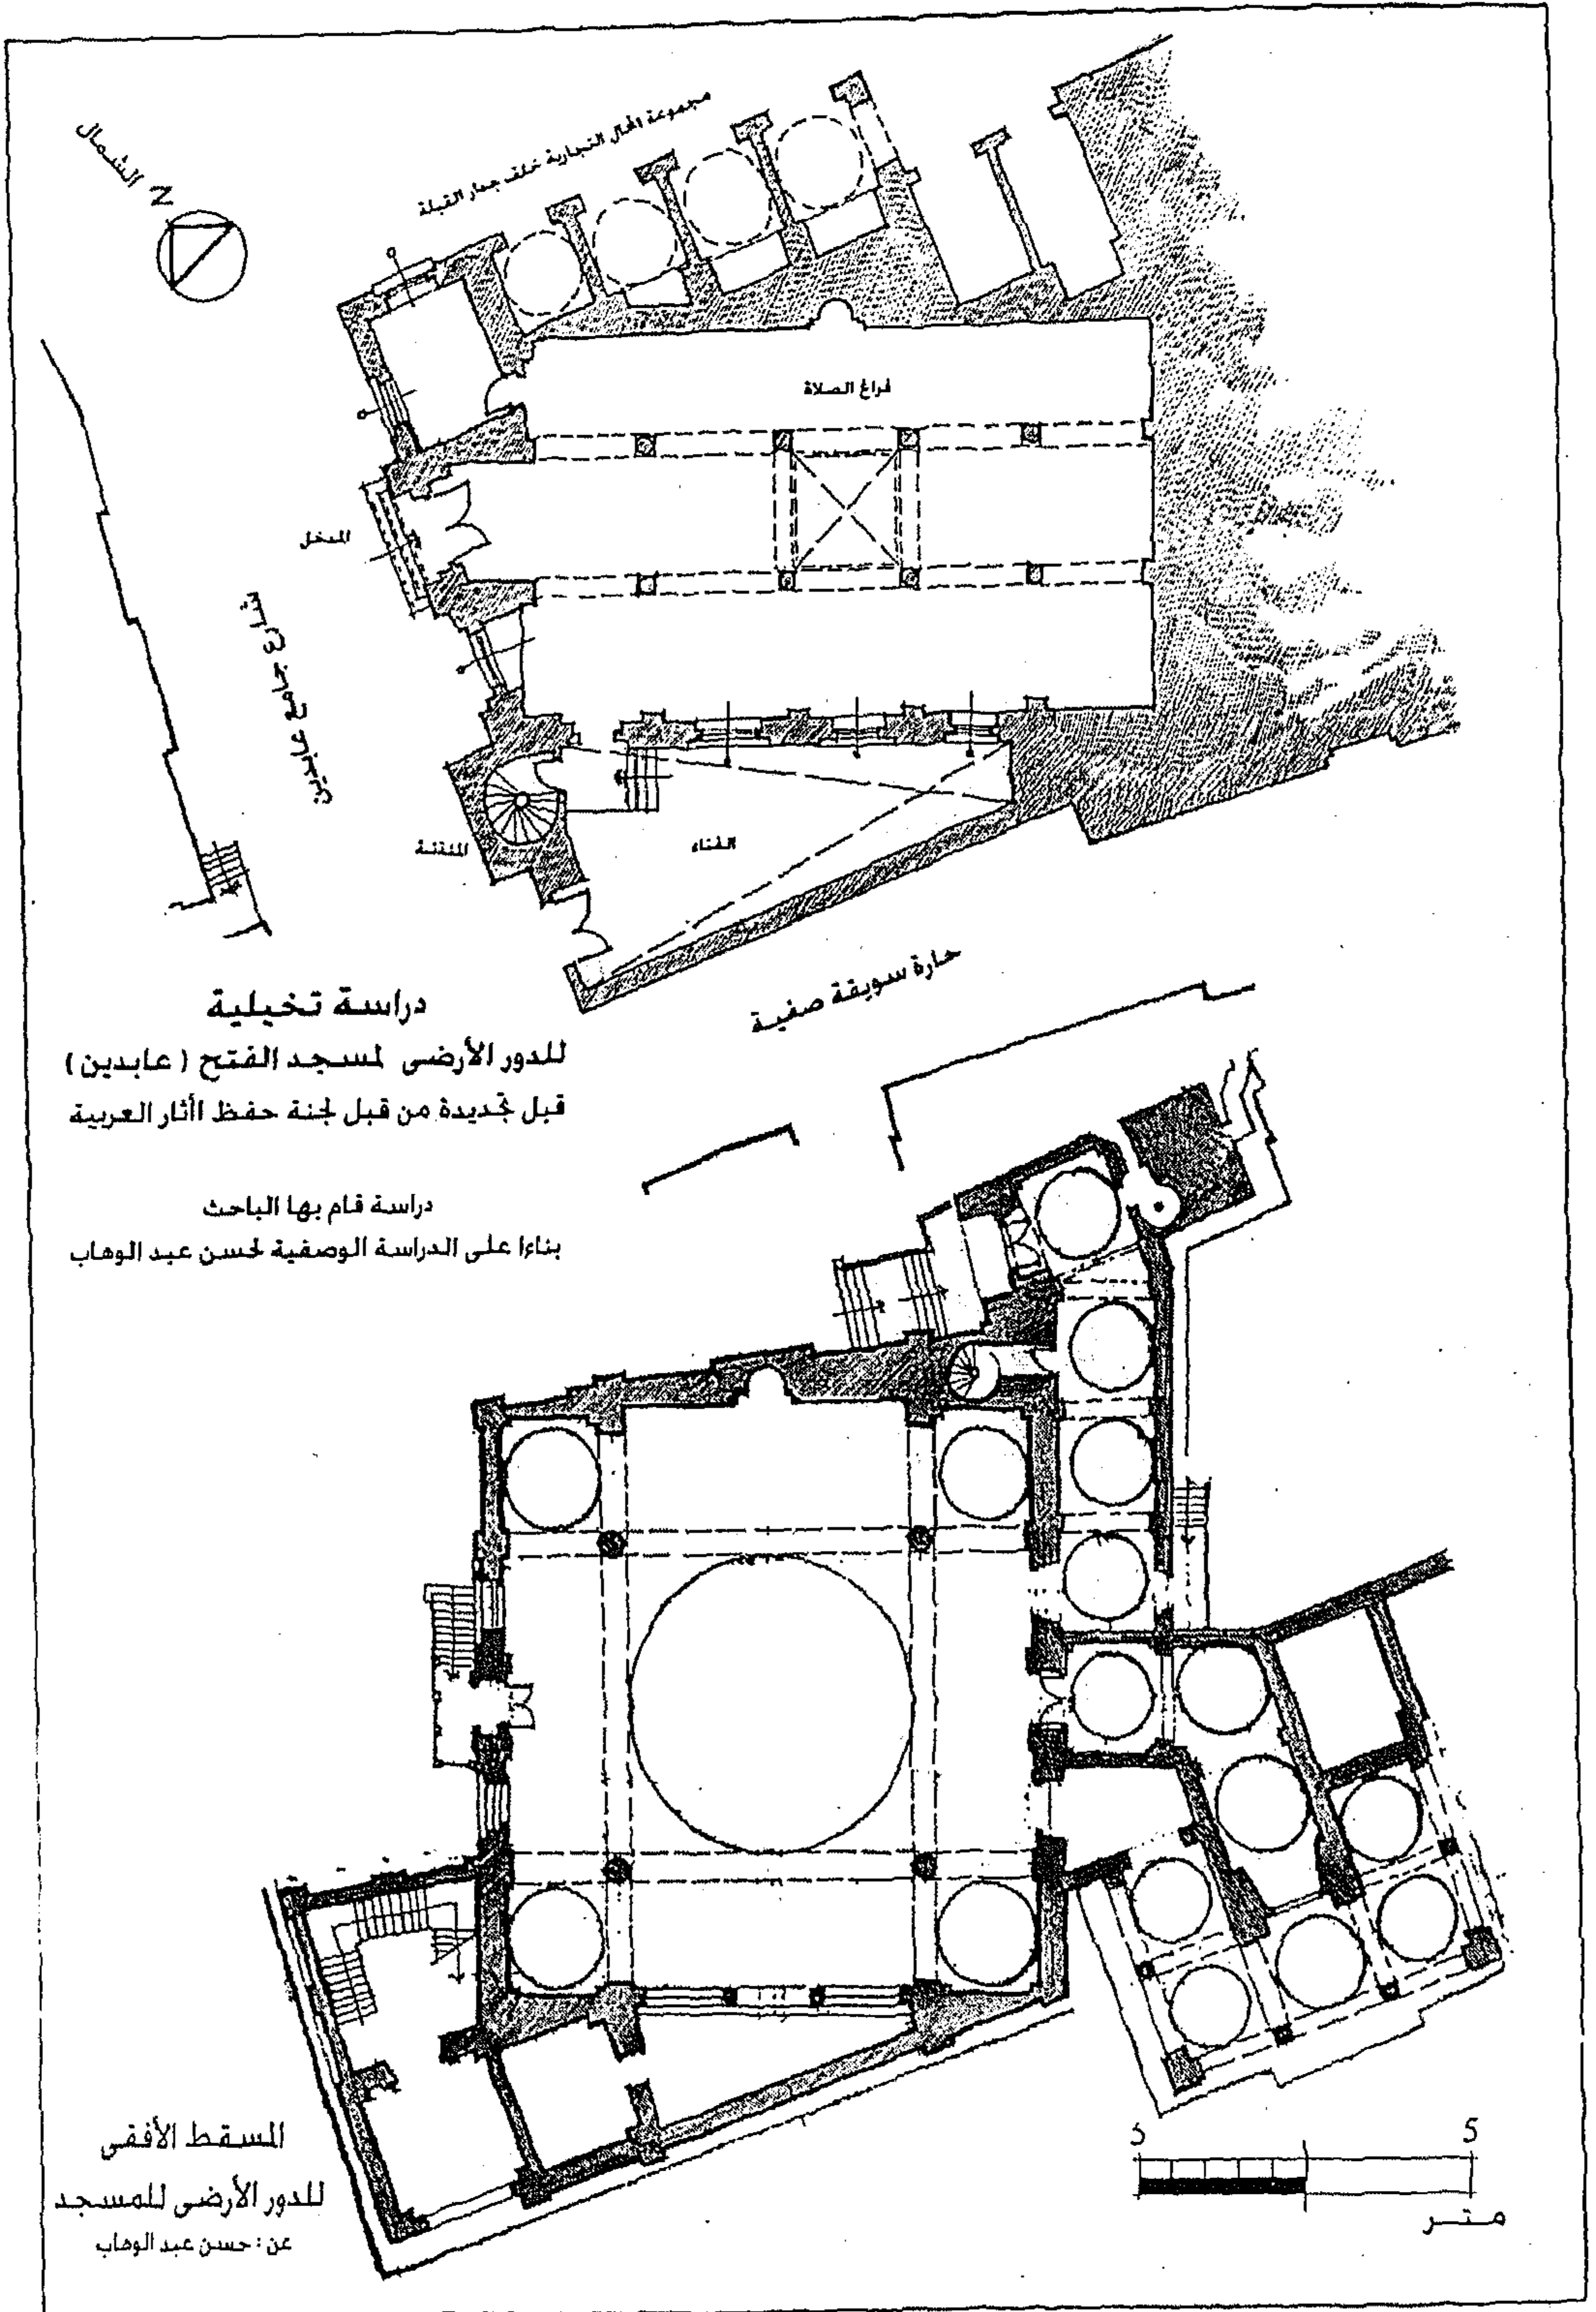 مجموعة المحال التجارية خلف جدار القبلة
الشمال
N
فراغ الصلاة
المدخل
شارع جامع عابدين
المئذنة
الفناء
حارة سويقة صفية
دراسة تخيلية
للدور الأرضى لمسجد الفتح ( عابدين )
قبل تجديدة من قبل لجنة حفظ اأثار العربية
دراسة قام بها الباحث
بناءا على الدراسة الوصفية لحسن عبد الوهاب
المسقط الأفقى
للدور الأرضى للمسجد
عن : حسن عبد الوهاب
5 5
متر